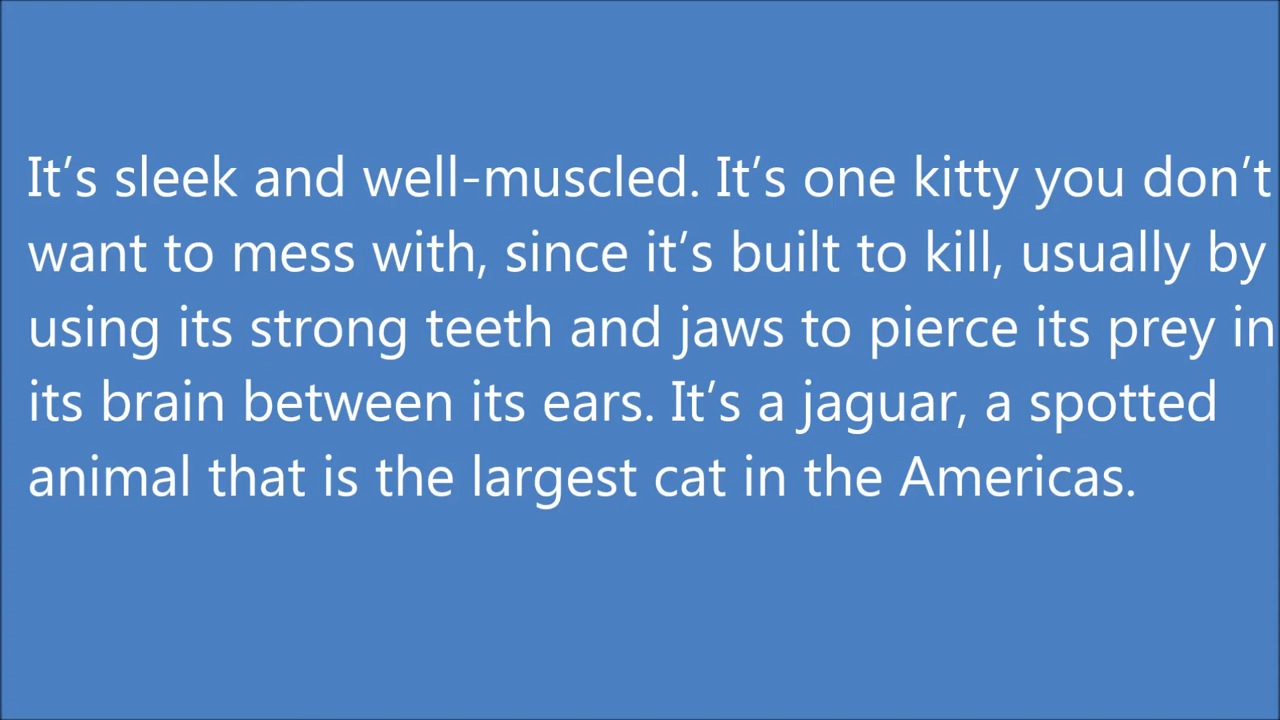 It’s sleek and well-muscled. It’s one kitty you don’t
want to mess with, since it’s built to kill, usually by
using its strong teeth and jaws to pierce its prey in
its brain between its ears. It’s a jaguar, a spotted
animal that is the largest cat in the Americas.